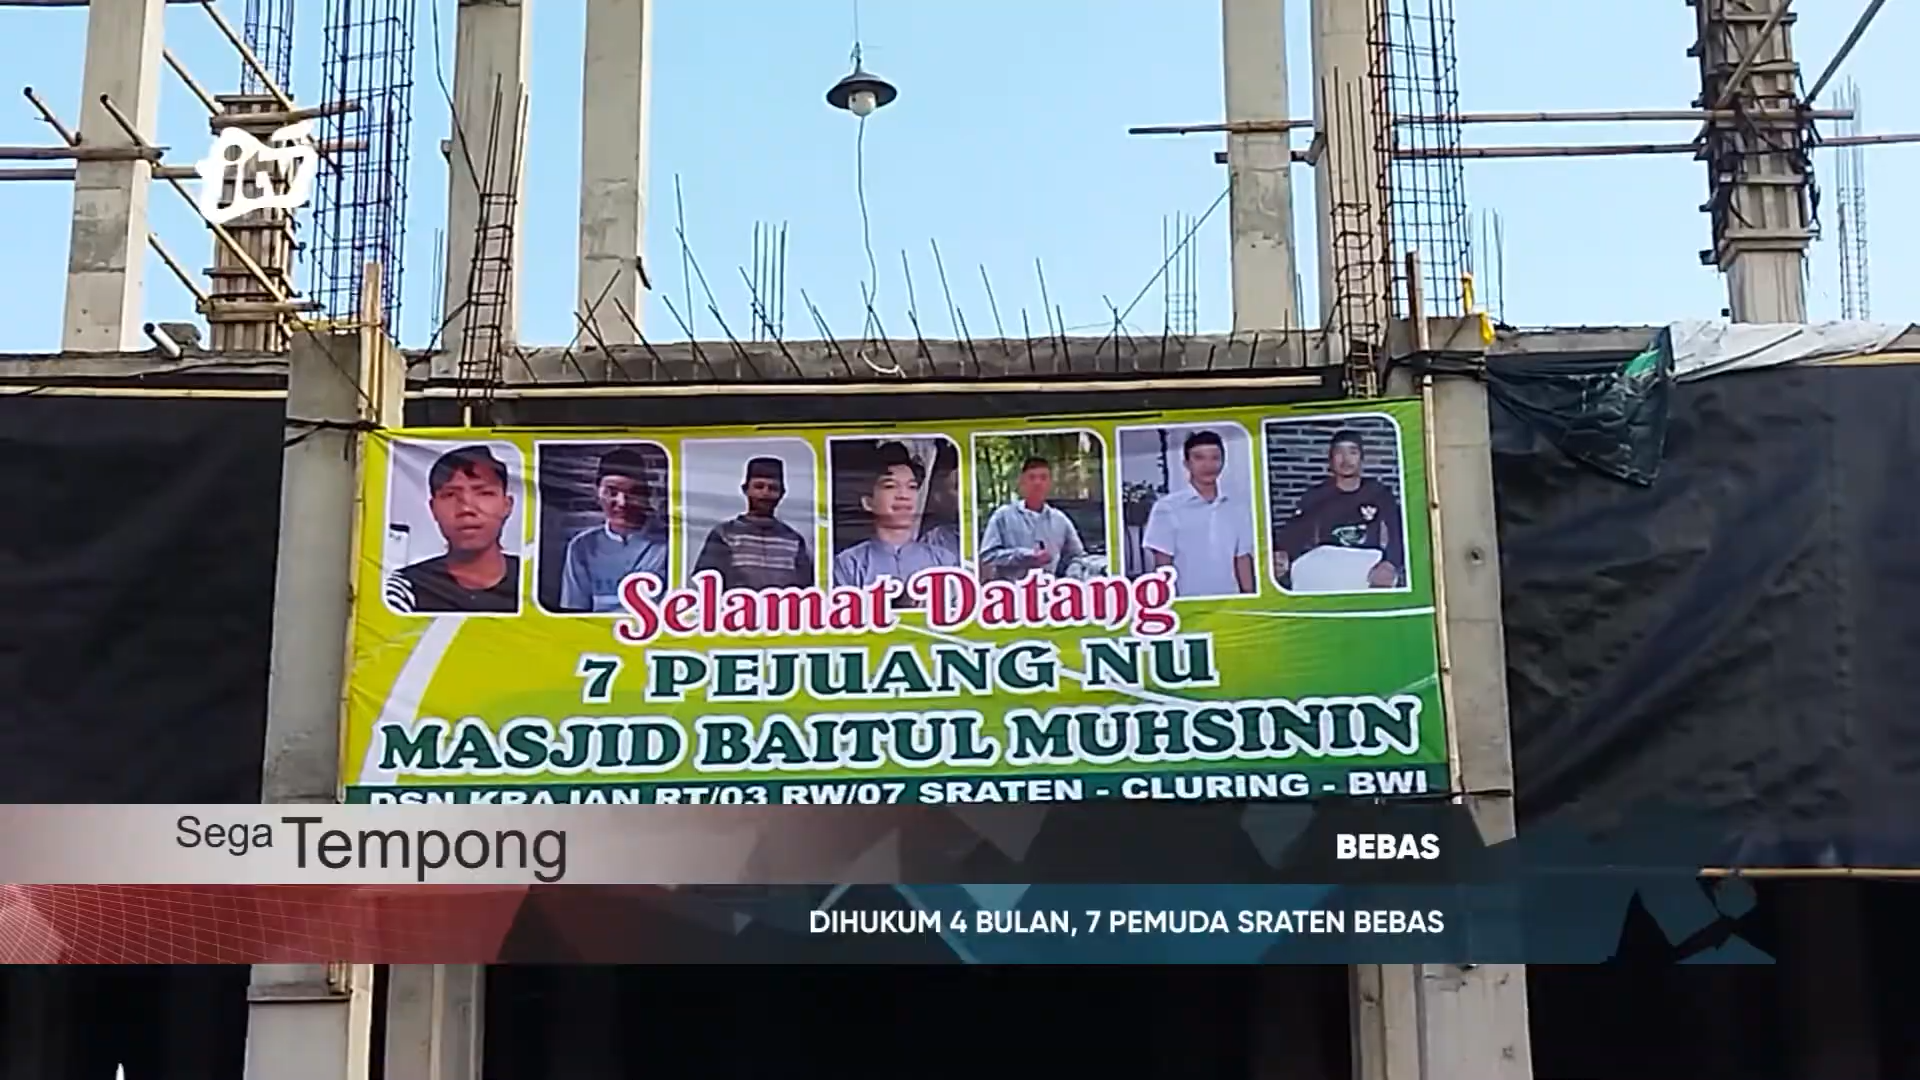 Selamat Datang
7 PEJUANG NU
MASJID BAITUL MUHSININ
DSN KRAJAN RT/03 RW/07 SRATEN - CLURING - BWI
Sega Tempong
BEBAS
DIHUKUM 4 BULAN, 7 PEMUDA SRATEN BEBAS